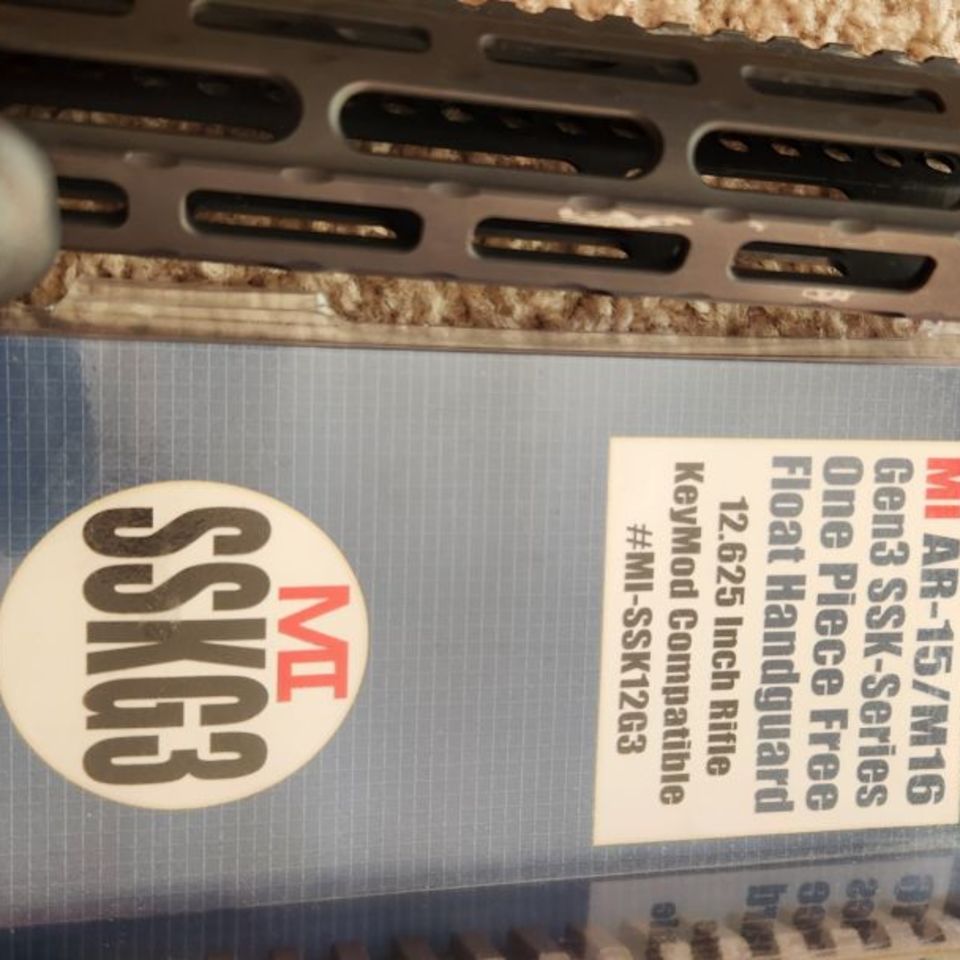 MI AR-15/M16
Gen3 SSK-Series
One Piece Free
Float Handguard
12.625 Inch Rifle
KeyMod Compatible
#MI-SSK12G3
MI
SSKG3